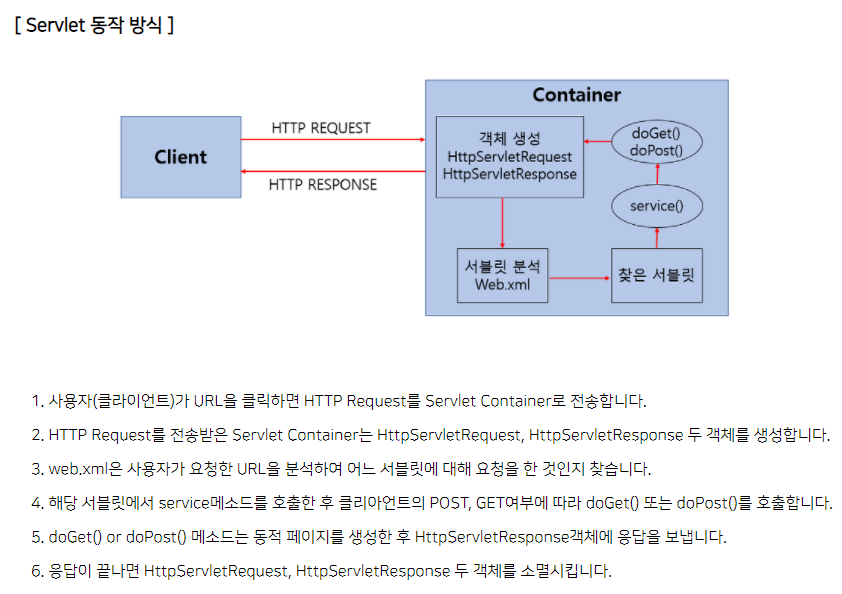 [ Servlet 동작 방식 ]
Container
Client
HTTP REQUEST
HTTP RESPONSE
객체 생성
HttpServletRequest
HttpServletResponse
doGet()
doPost()
service()
서블릿 분석
Web.xml
찾은 서블릿
1. 사용자(클라이언트)가 URL을 클릭하면 HTTP Request를 Servlet Container로 전송합니다.
2. HTTP Request를 전송받은 Servlet Container는 HttpServletRequest, HttpServletResponse 두 객체를 생성합니다.
3. web.xml은 사용자가 요청한 URL을 분석하여 어느 서블릿에 대해 요청을 한 것인지 찾습니다.
4. 해당 서블릿에서 service메소드를 호출한 후 클리아언트의 POST, GET여부에 따라 doGet() 또는 doPost()를 호출합니다.
5. doGet() or doPost() 메소드는 동적 페이지를 생성한 후 HttpServletResponse객체에 응답을 보냅니다.
6. 응답이 끝나면 HttpServletRequest, HttpServletResponse 두 객체를 소멸시킵니다.